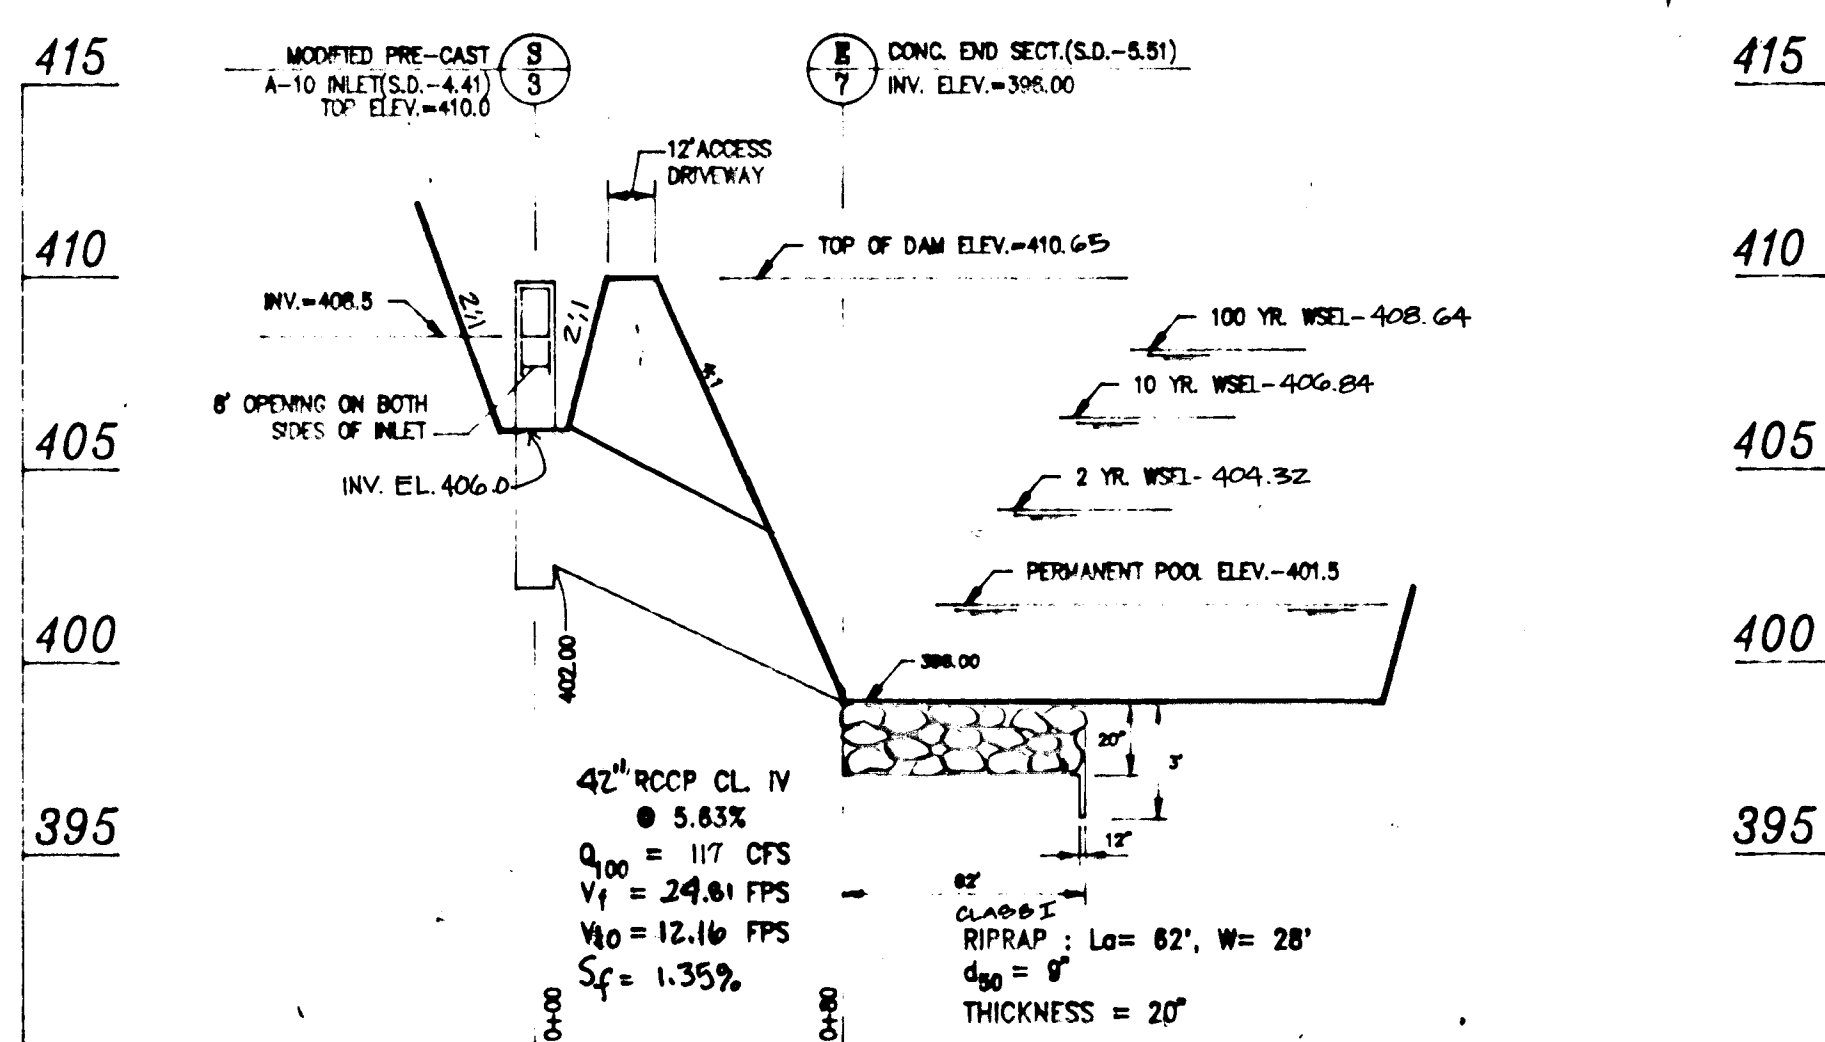 415
MODIFIED PRE-CAST
A-10 INLET(S.D.-4.41)
TOP ELEV.=410.0
S
3
E
7
CONC. END SECT.(S.D.-5.51)
INV. ELEV.=398.00
415
12' ACCESS
DRIVEWAY
410
TOP OF DAM ELEV.=410.65
410
INV.=408.5
2:1
2:1
100 YR. WSEL-408.64
10 YR. WSEL-406.84
OPENING ON BOTH
SIDES OF INLET
405
405
INV. EL. 406.0
2 YR. WSEL-404.32
PERMANENT POOL ELEV.-401.5
400
402.00
398.00
400
20"
3'
42" RCCP CL. IV
@ 5.63%
395
12"
395
Q100 = 117 CFS
Vf = 24.81 FPS
V10 = 12.16 FPS
Sf = 1.35%
62'
CLASS I
RIPRAP : La= 62', W= 28'
d50 = 9"
THICKNESS = 20"
0+00
0+80